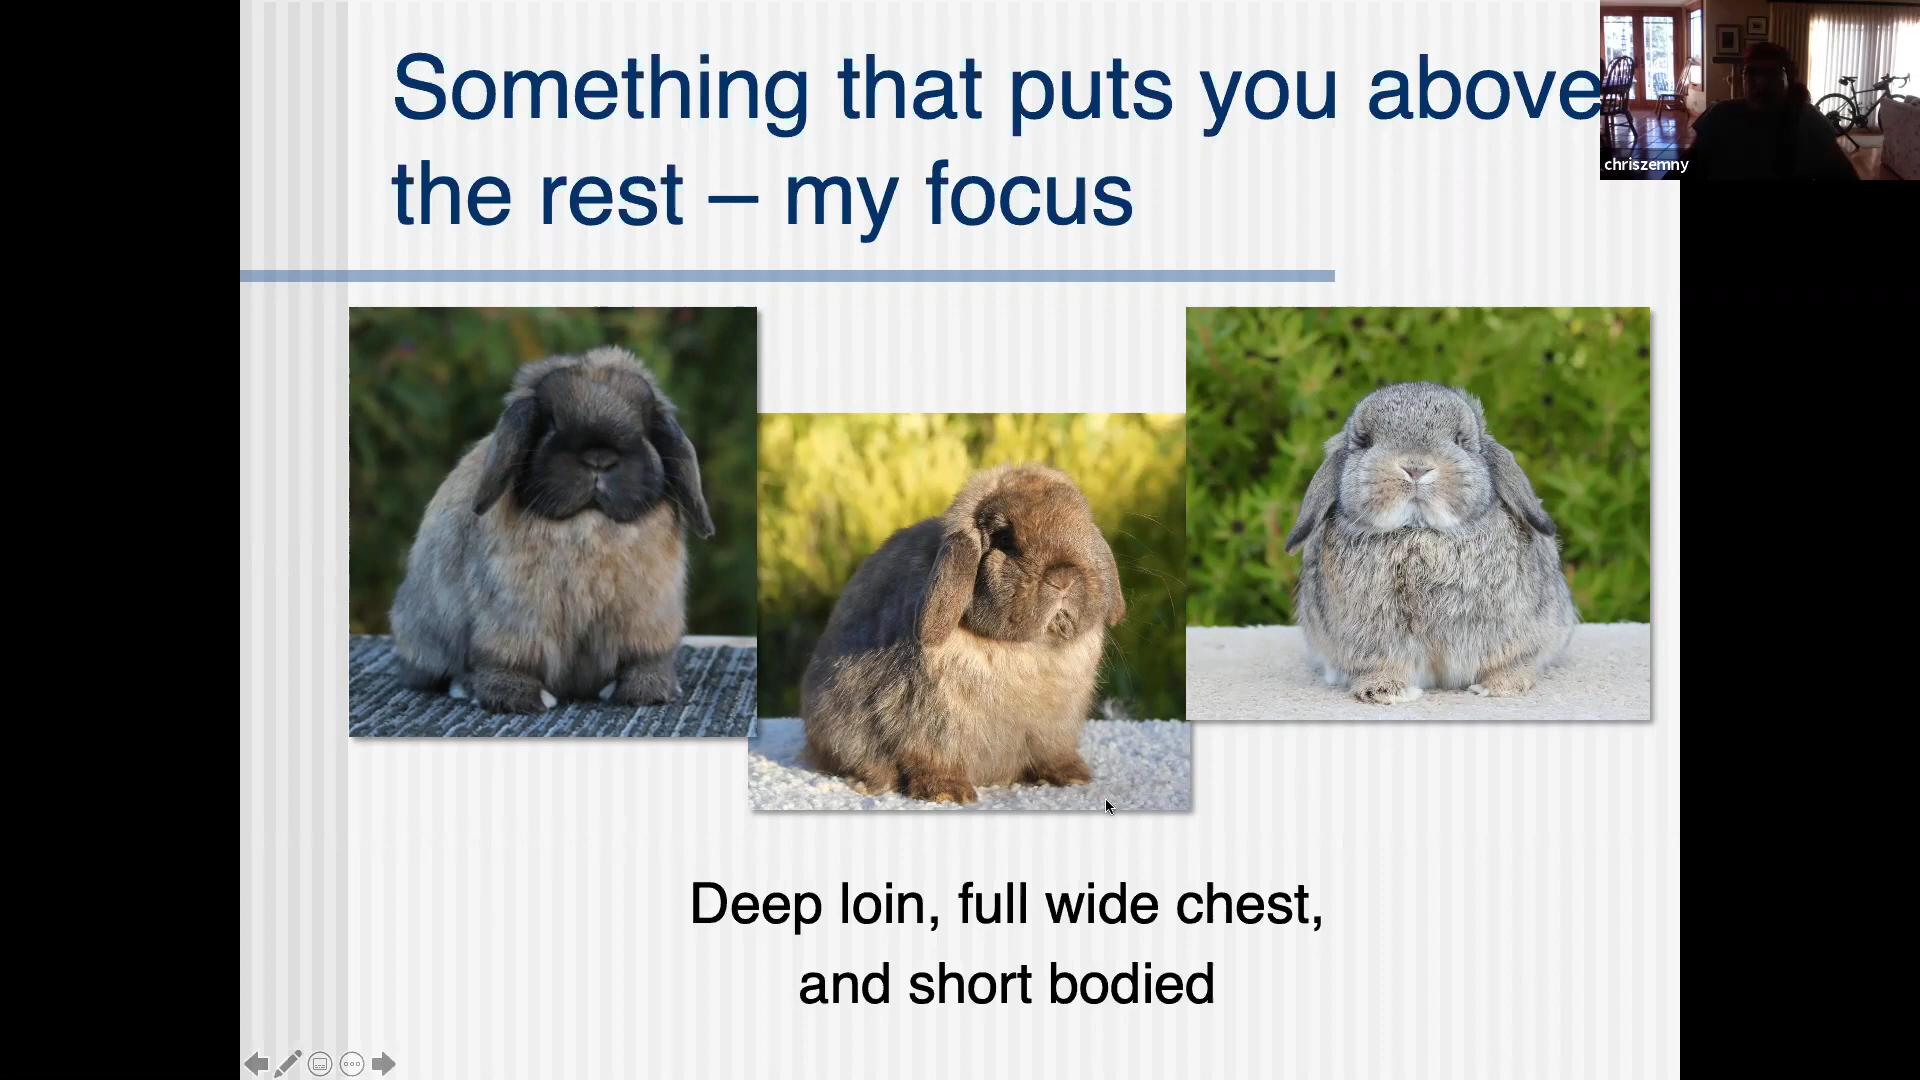 Something that puts you above
the rest – my focus
chriszemny
Deep loin, full wide chest,
and short bodied